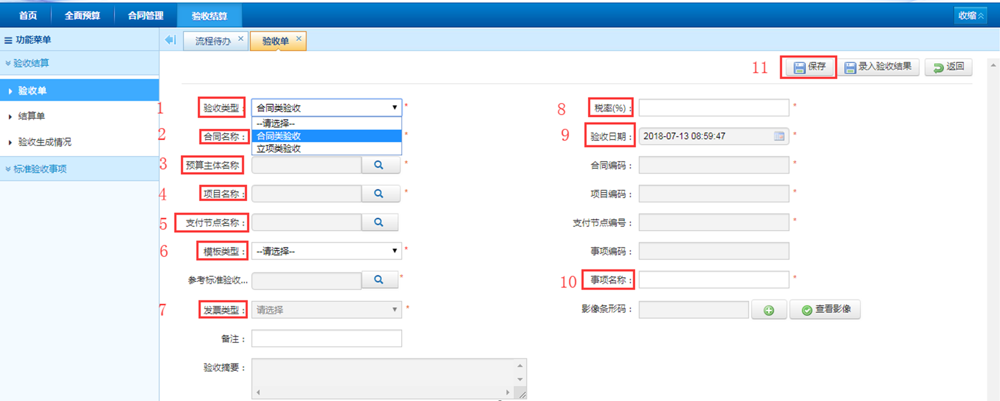 首页 全面预算 合同管理 验收结算 收缩
功能菜单 流程待办 验收单
验收结算
验收单
结算单
验收生成情况
标准验收事项
11 保存 录入验收结果 返回
1 验收类型： 合同类验收 * 8 税率(%)： *
--请选择--
合同类验收
立项类验收
2 合同名称： * 9 验收日期： 2018-07-13 08:59:47 *
3 预算主体名称 * 合同编码： *
4 项目名称： * 项目编码： *
5 支付节点名称： 支付节点编号： *
6 模板类型： --请选择-- * 事项编码：
参考标准验收... * 10 事项名称： *
7 发票类型： 请选择 * 影像条形码： 查看影像
备注：
验收摘要：